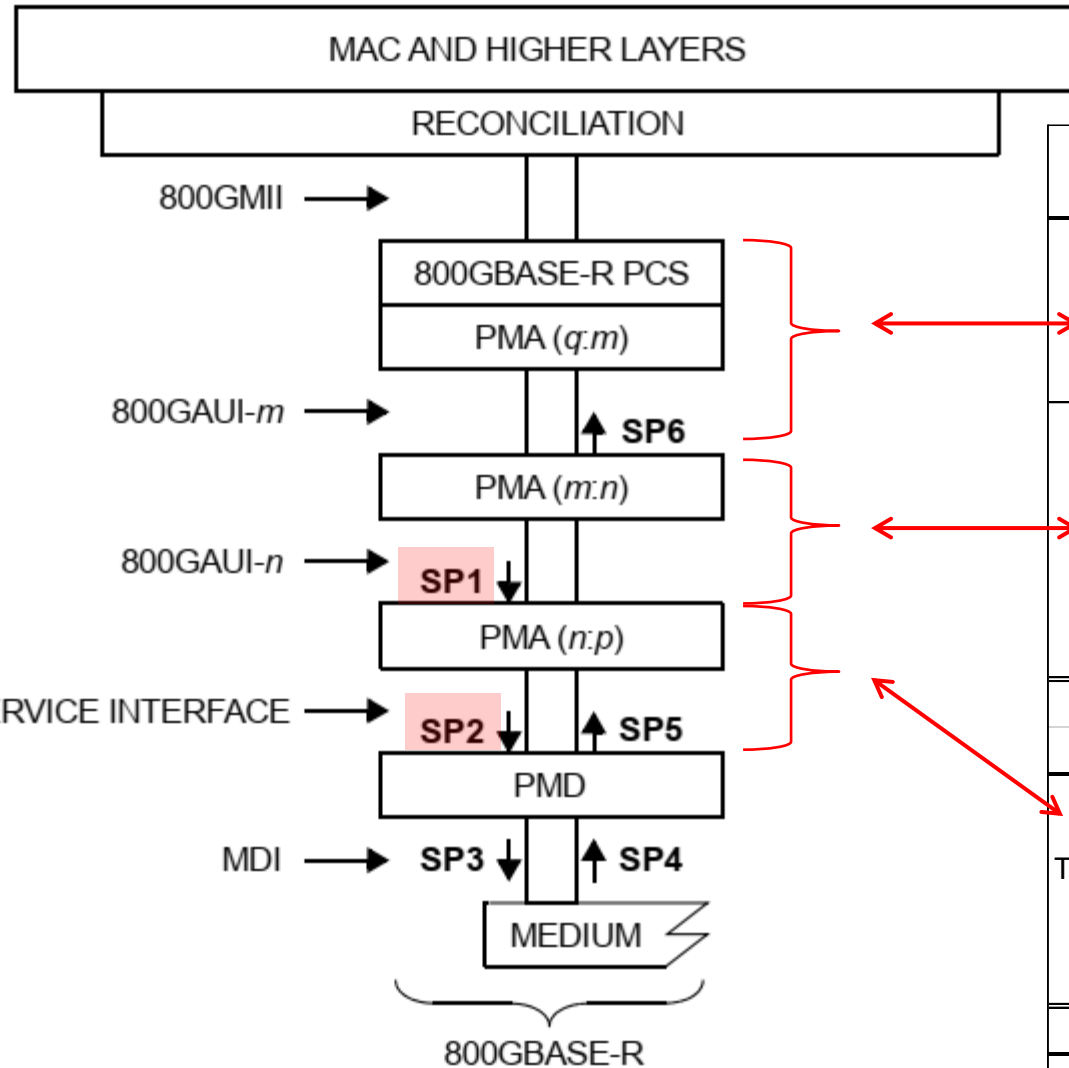 MAC AND HIGHER LAYERS
RECONCILIATION
800GMII
800GBASE-R PCS
PMA (q:m)
800GAUI-m
SP6
PMA (m:n)
800GAUI-n
SP1
PMA (n:p)
ERVICE INTERFACE
SP2
SP5
PMD
MDI
SP3
SP4
T
MEDIUM
800GBASE-R